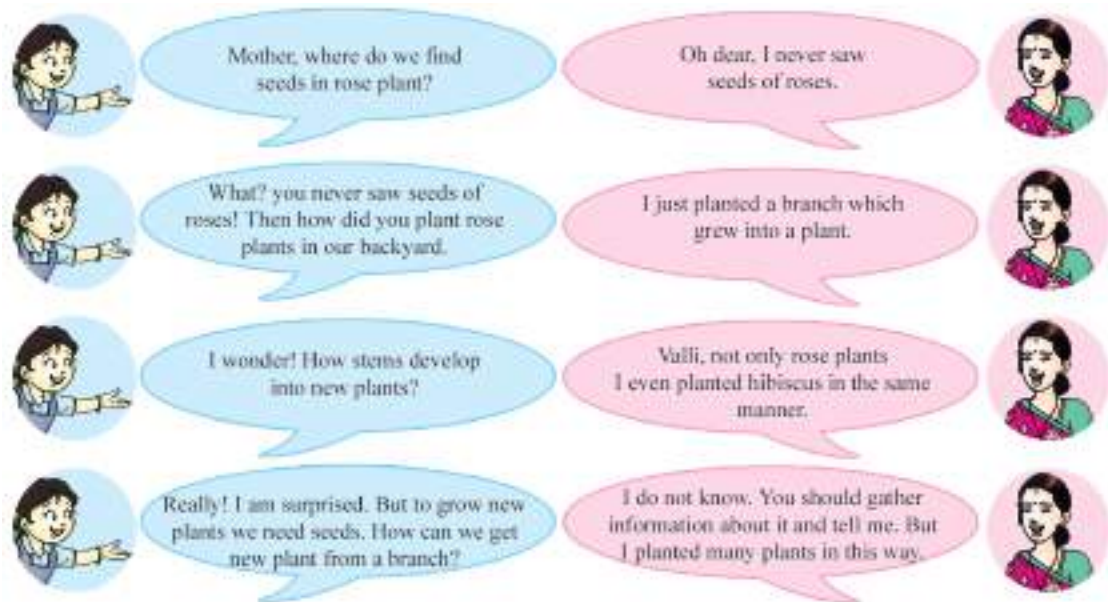 Mother, where do we find
seeds in rose plant?
Oh dear, I never saw
seeds of roses.
What? you never saw seeds of
roses! Then how did you plant rose
plants in our backyard.
I just planted a branch which
grew into a plant.
I wonder! How stems develop
into new plants?
Valli, not only rose plants
I even planted hibiscus in the same
manner.
Really! I am surprised. But to grow new
plants we need seeds. How can we get
new plant from a branch?
I do not know. You should gather
information about it and tell me. But
I planted many plants in this way.